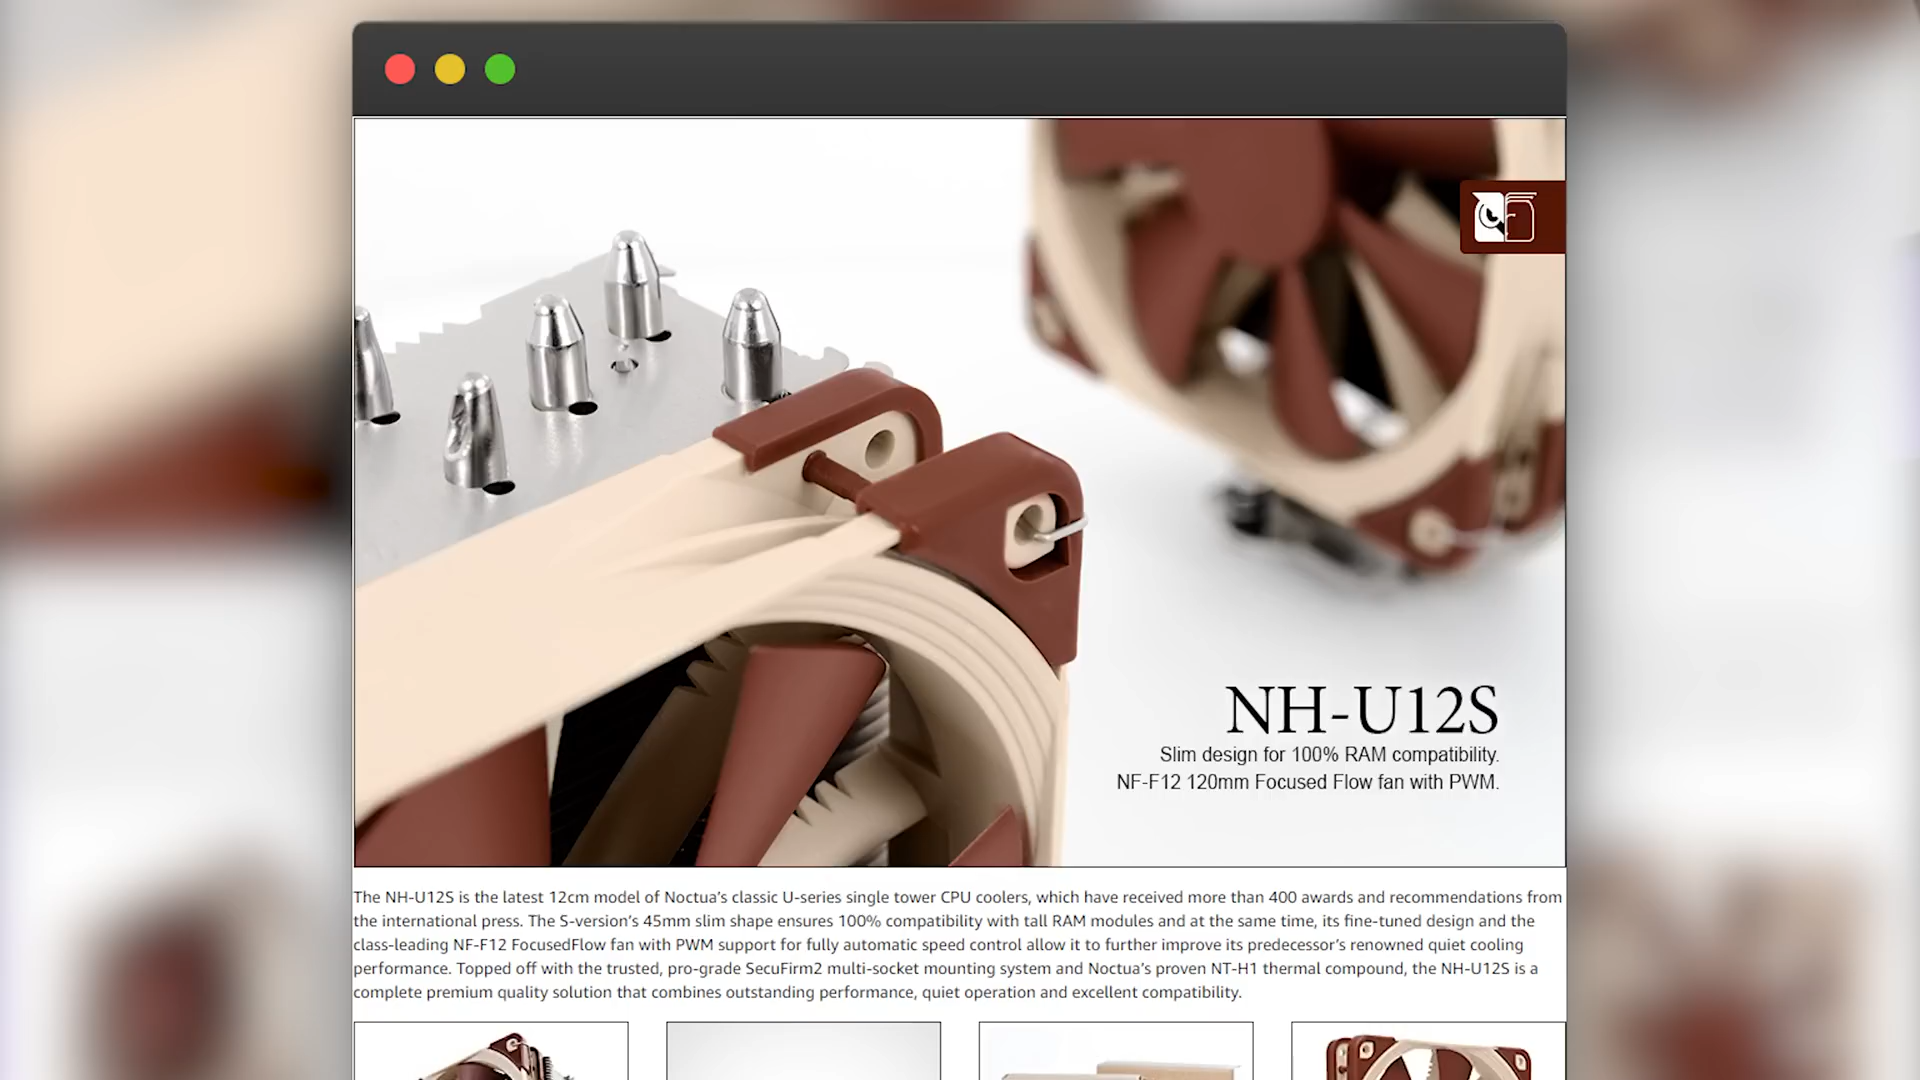 NH-U12S
Slim design for 100% RAM compatibility.
NF-F12 120mm Focused Flow fan with PWM.
The NH-U12S is the latest 12cm model of Noctua’s classic U-series single tower CPU coolers, which have received more than 400 awards and recommendations from
the international press. The S-version’s 45mm slim shape ensures 100% compatibility with tall RAM modules and at the same time, its fine-tuned design and the
class-leading NF-F12 FocusedFlow fan with PWM support for fully automatic speed control allow it to further improve its predecessor’s renowned quiet cooling
performance. Topped off with the trusted, pro-grade SecuFirm2 multi-socket mounting system and Noctua’s proven NT-H1 thermal compound, the NH-U12S is a
complete premium quality solution that combines outstanding performance, quiet operation and excellent compatibility.